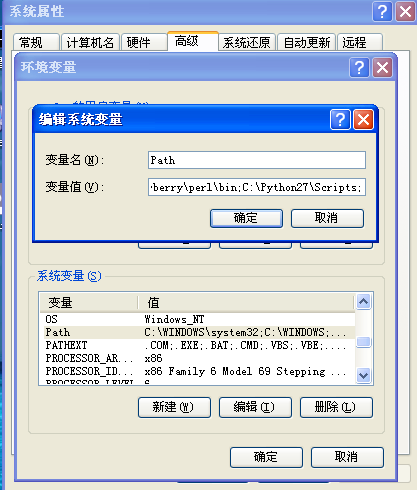 系统属性
常规 计算机名 硬件 高级 系统还原 自动更新 远程
环境变量
编辑系统变量
变量名(N): Path
变量值(V): berry\perl\bin;C:\Python27\Scripts;
确定 取消
系统变量(S)
变量 值
OS Windows_NT
Path C:\WINDOWS\system32;C:\WINDOWS;...
PATHEXT .COM;.EXE;.BAT;.CMD;.VBS;.VBE;....
PROCESSOR_AR... x86
PROCESSOR_ID... x86 Family 6 Model 69 Stepping ...
PROCESSOR_LEVEL 6
新建(W) 编辑(I) 删除(L)
确定 取消